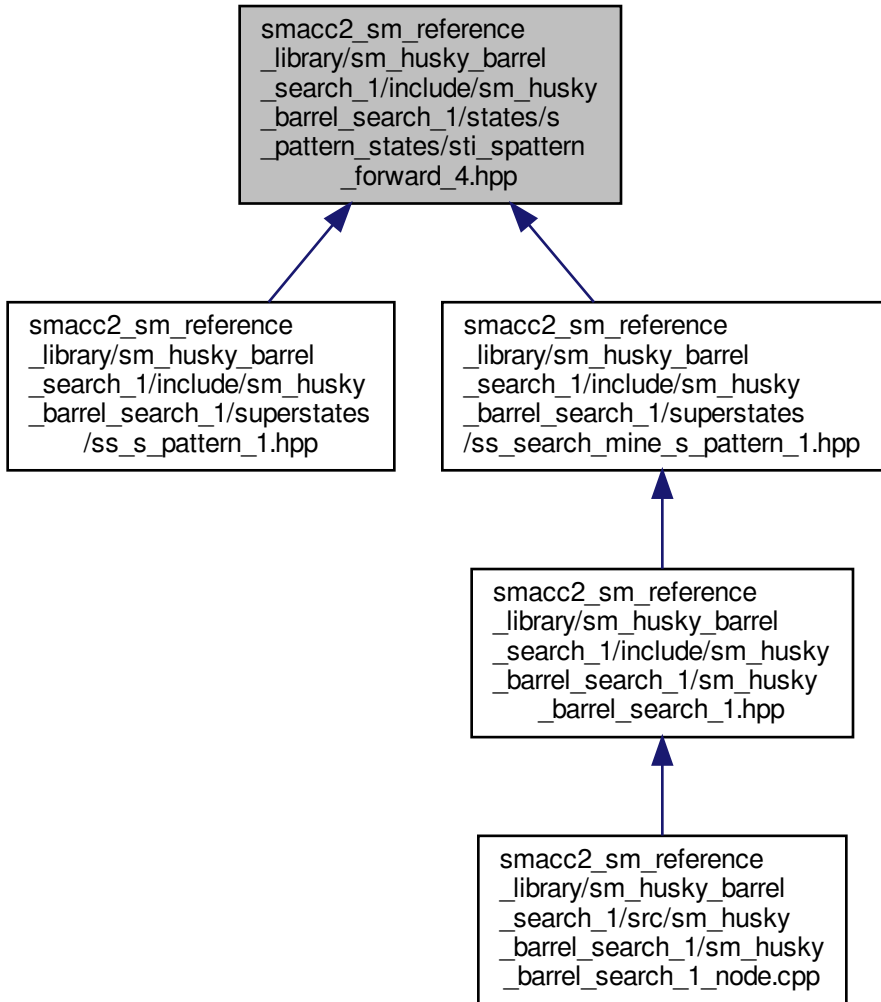 smacc2_sm_reference
_library/sm_husky_barrel
_search_1/include/sm_husky
_barrel_search_1/states/s
_pattern_states/sti_spattern
_forward_4.hpp
smacc2_sm_reference
_library/sm_husky_barrel
_search_1/include/sm_husky
_barrel_search_1/superstates
/ss_s_pattern_1.hpp
smacc2_sm_reference
_library/sm_husky_barrel
_search_1/include/sm_husky
_barrel_search_1/superstates
/ss_search_mine_s_pattern_1.hpp
smacc2_sm_reference
_library/sm_husky_barrel
_search_1/include/sm_husky
_barrel_search_1/sm_husky
_barrel_search_1.hpp
smacc2_sm_reference
_library/sm_husky_barrel
_search_1/src/sm_husky
_barrel_search_1/sm_husky
_barrel_search_1_node.cpp